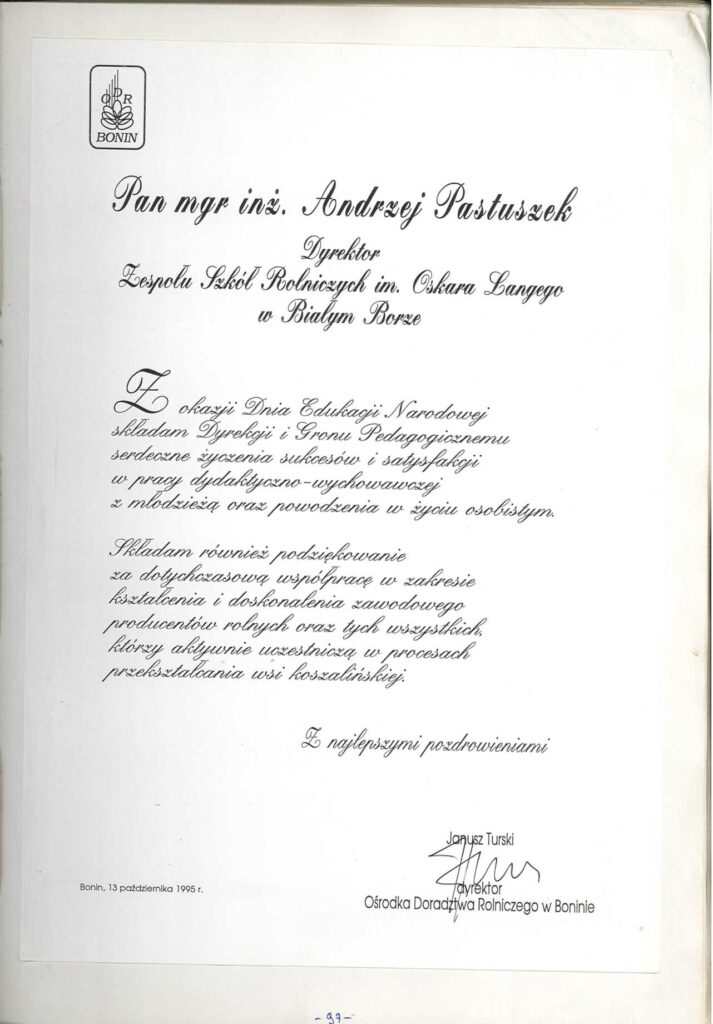 ODR
BONIN
Pan mgr inż. Andrzej Pastuszek
Dyrektor
Zespołu Szkół Rolniczych im. Oskara Langego
w Białym Borze
Z okazji Dnia Edukacji Narodowej
składam Dyrekcji i Gronu Pedagogicznemu
serdeczne życzenia sukcesów i satysfakcji
w pracy dydaktyczno-wychowawczej
z młodzieżą oraz powodzenia w życiu osobistym.
Składam również podziękowanie
za dotychczasową współpracę w zakresie
kształcenia i doskonalenia zawodowego
producentów rolnych oraz tych wszystkich,
którzy aktywnie uczestniczą w procesach
przekształcania wsi koszalińskiej.
Z najlepszymi pozdrowieniami
Janusz Turski
dyrektor
Ośrodka Doradztwa Rolniczego w Boninie
Bonin, 13 października 1995 r.
- 97 -